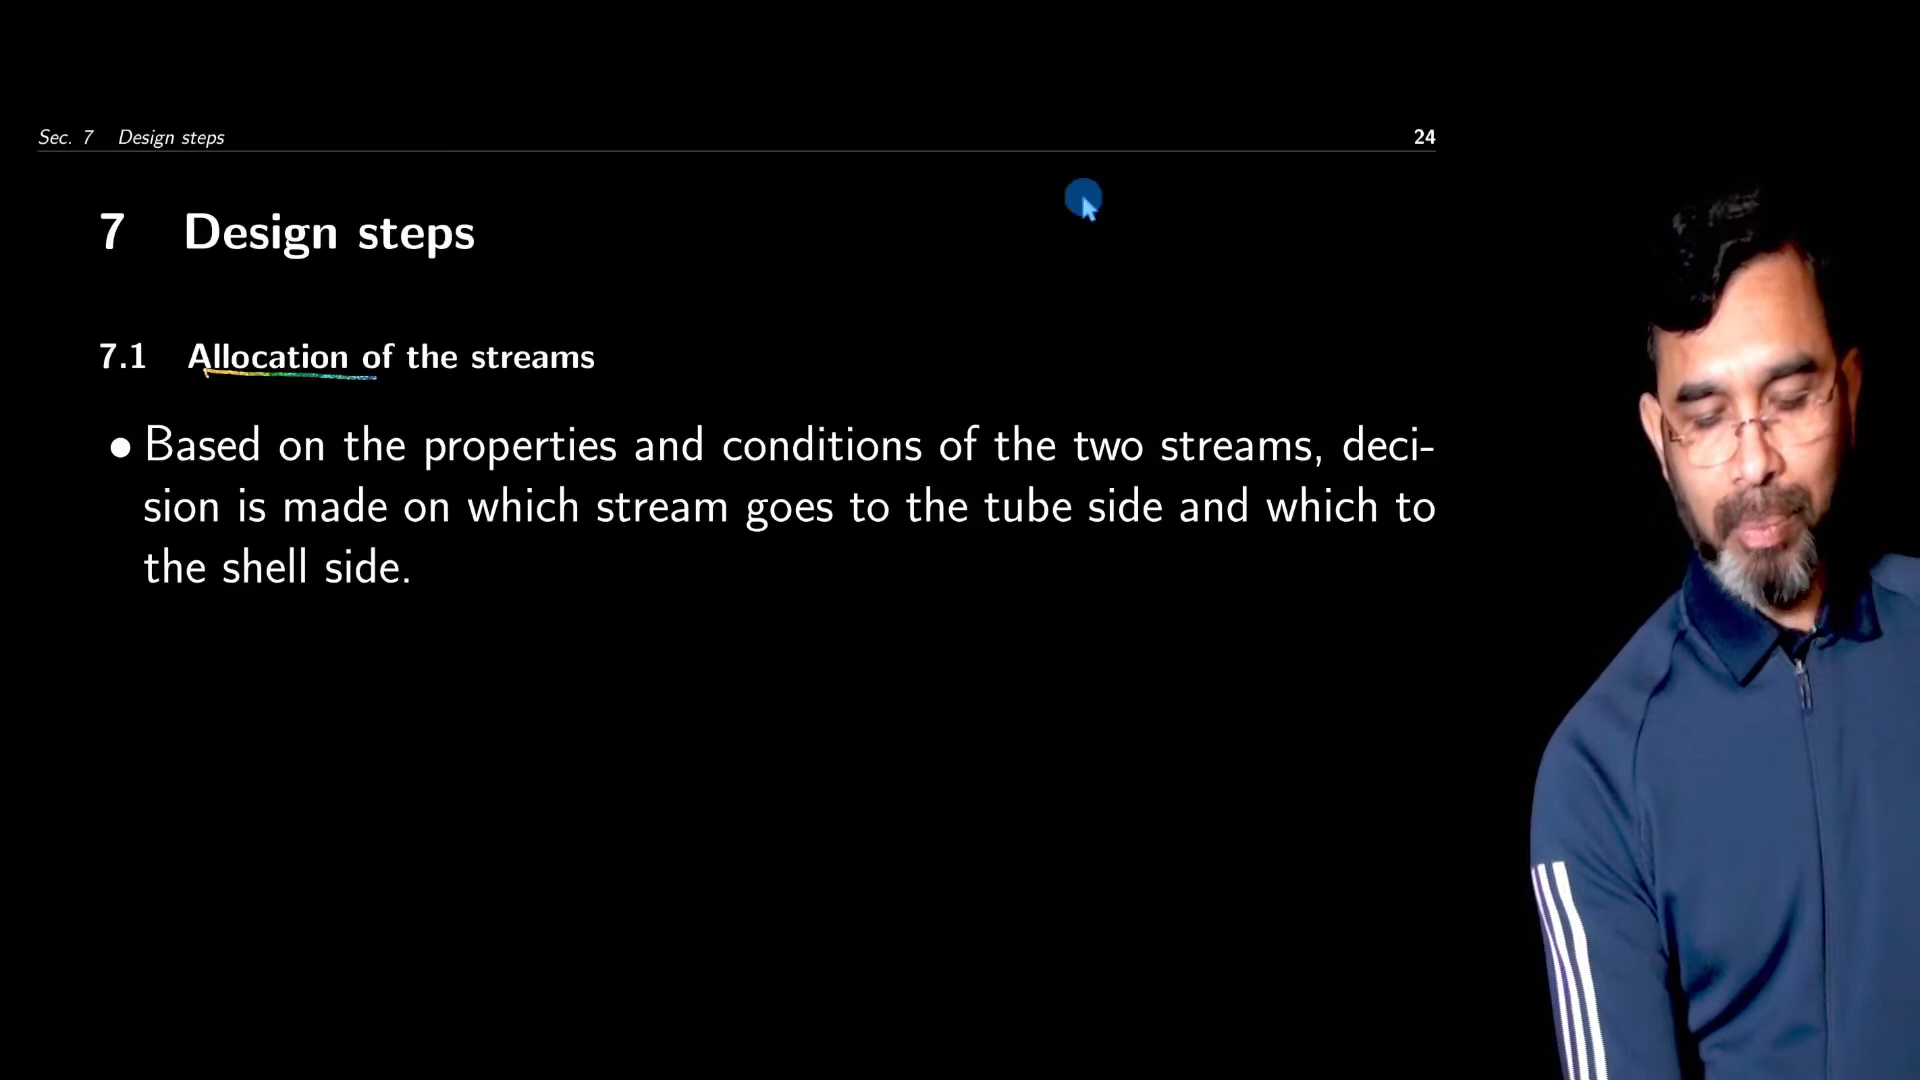 Sec. 7 Design steps 24
7 Design steps
7.1 Allocation of the streams
● Based on the properties and conditions of the two streams, deci-
sion is made on which stream goes to the tube side and which to
the shell side.